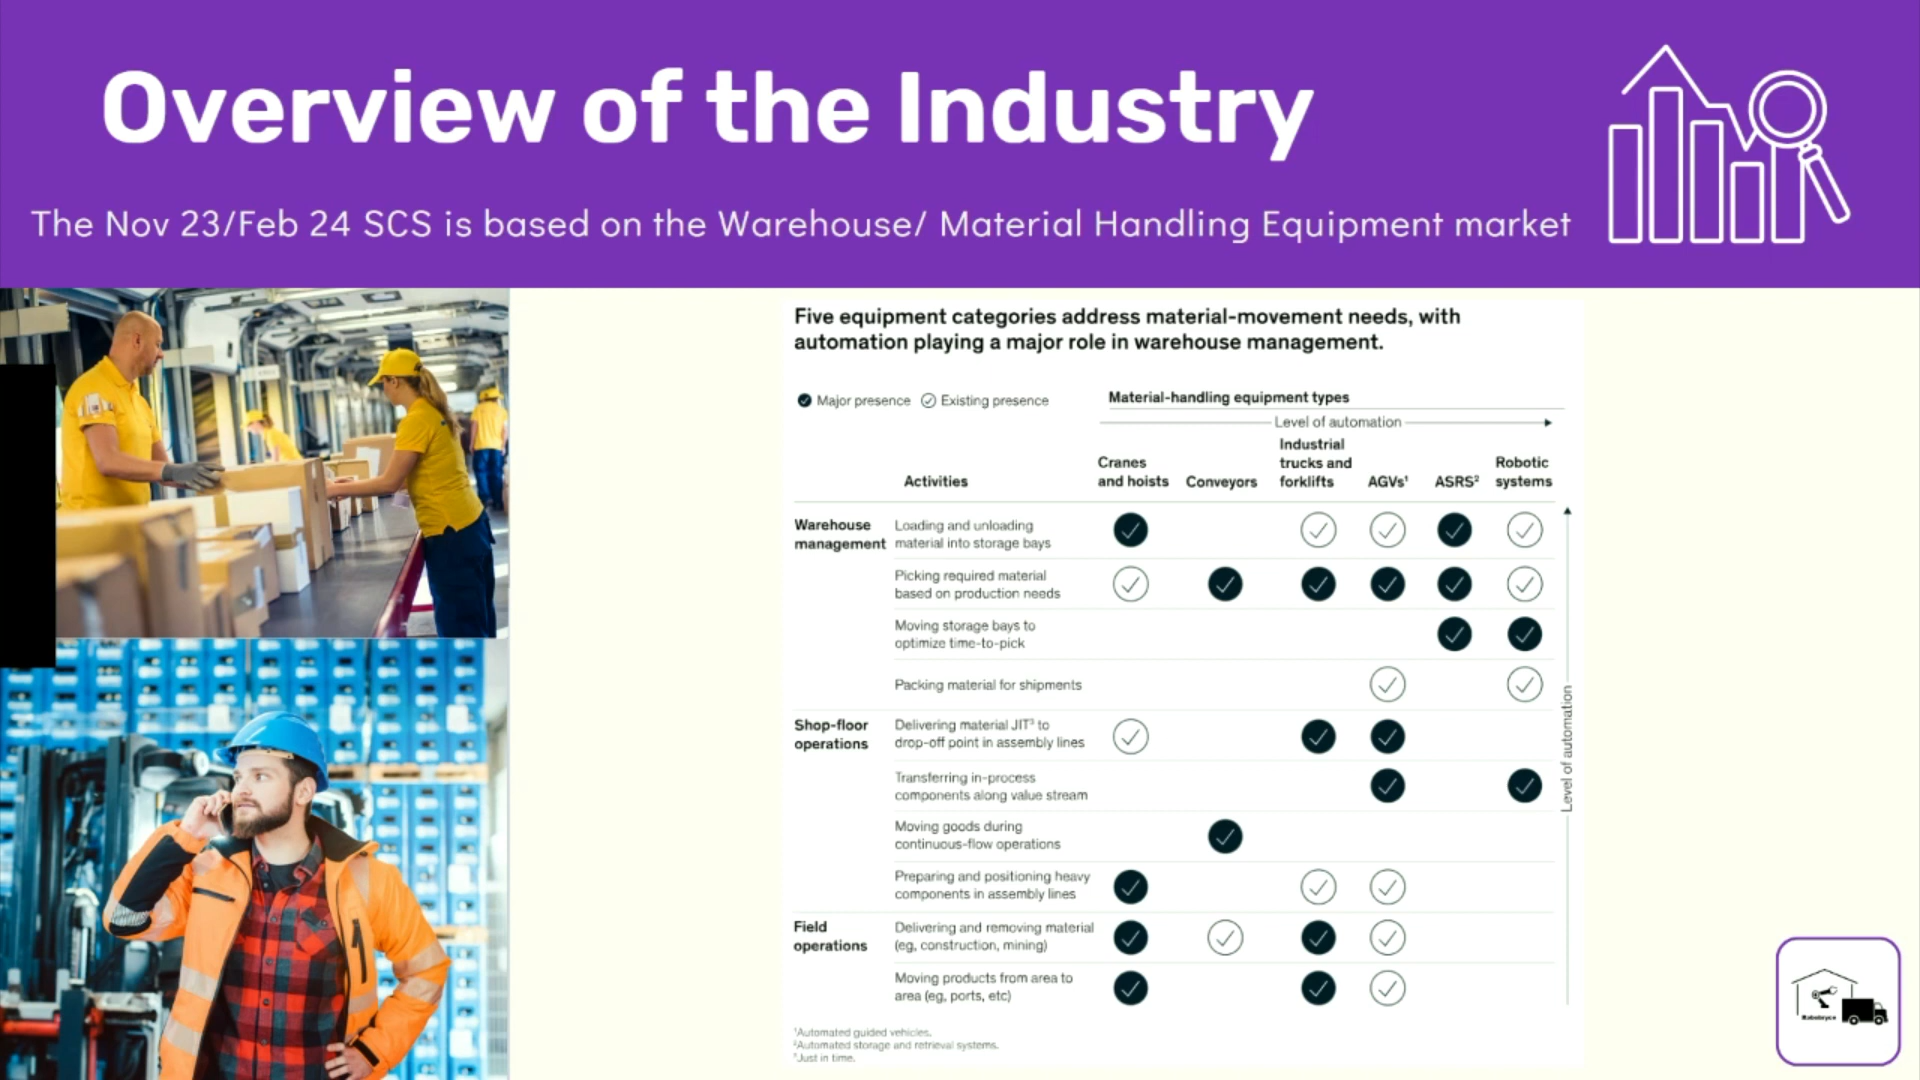 Overview of the Industry
The Nov 23/Feb 24 SCS is based on the Warehouse/ Material Handling Equipment market
Five equipment categories address material-movement needs, with
automation playing a major role in warehouse management.
Major presence Existing presence
Material-handling equipment types
Level of automation
Activities
Cranes
and hoists
Conveyors
Industrial
trucks and
forklifts
AGVs¹
ASRS²
Robotic
systems
Warehouse
management
Loading and unloading
material into storage bays
Picking required material
based on production needs
Moving storage bays to
optimize time-to-pick
Packing material for shipments
Shop-floor
operations
Delivering material JIT³ to
drop-off point in assembly lines
Transferring in-process
components along value stream
Moving goods during
continuous-flow operations
Preparing and positioning heavy
components in assembly lines
Field
operations
Delivering and removing material
(eg, construction, mining)
Moving products from area to
area (eg, ports, etc)
Level of automation
¹Automated guided vehicles.
²Automated storage and retrieval systems.
³Just in time.